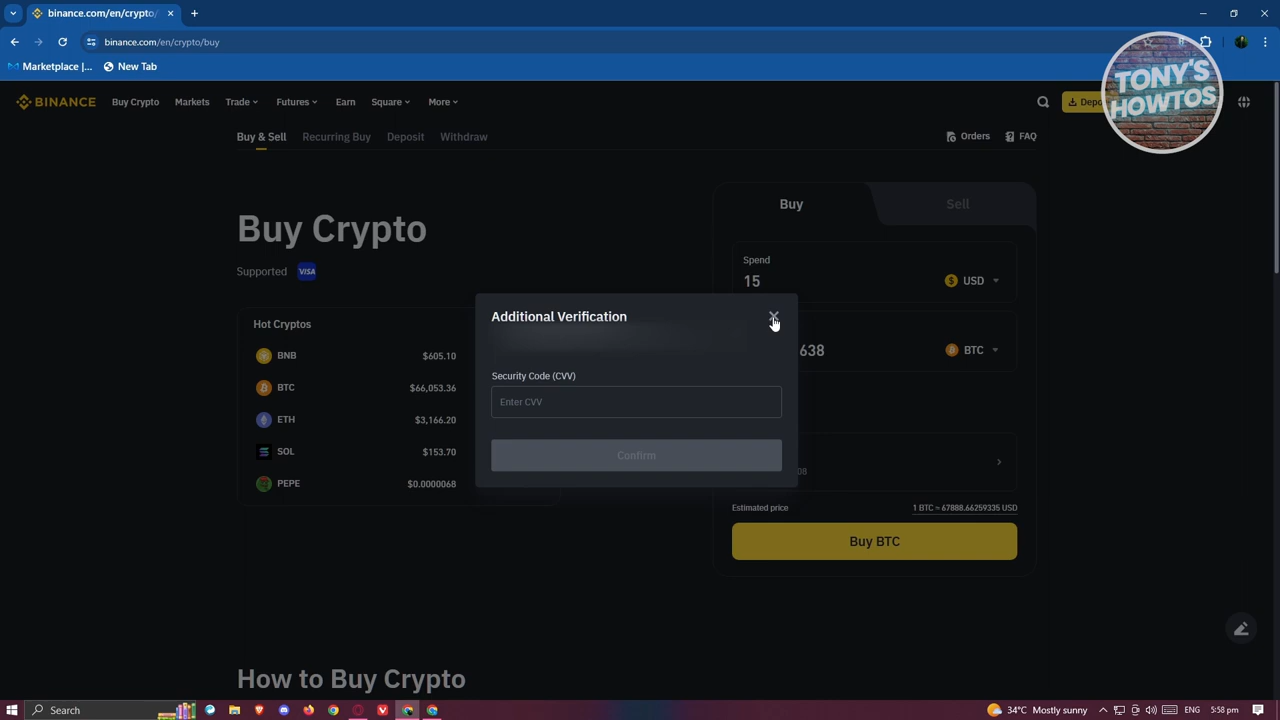 binance.com/en/crypto/
binance.com/en/crypto/buy
Marketplace |... New Tab
TONY'S HOWTOS
BINANCE Buy Crypto Markets Trade Futures Earn Square More
Buy & Sell Recurring Buy Deposit Withdraw Orders FAQ
Buy Sell
Buy Crypto
Supported VISA
Spend
15 USD
Additional Verification
Hot Cryptos
BNB $605.10
638 BTC
Security Code (CVV)
BTC $66,053.36
Enter CVV
ETH $3,166.20
SOL $153.70
Confirm
08
PEPE $0.0000068
Estimated price 1 BTC ≈ 67888.66259335 USD
Buy BTC
How to Buy Crypto
Search 34°C Mostly sunny ENG 5:58 pm